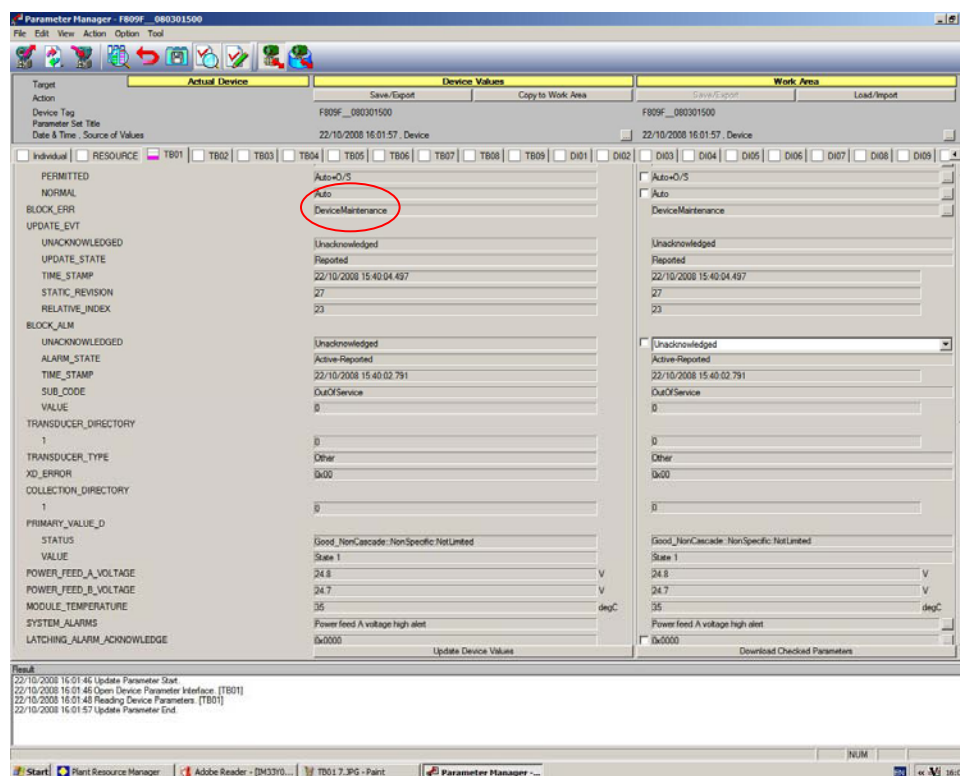 Parameter Manager - F809F__080301500
File Edit View Action Option Tool
Target Actual Device Device Values Work Area
Action Save/Export Copy to Work Area Save/Export Load/Import
Device Tag F809F__080301500 F809F__080301500
Parameter Set Title
Date & Time , Source of Values 22/10/2008 16:01:57 , Device ... 22/10/2008 16:01:57 , Device ...
Individual RESOURCE TB01 TB02 TB03 TB04 TB05 TB06 TB07 TB08 TB09 DI01 DI02 DI03 DI04 DI05 DI06 DI07 DI08 DI09
PERMITTED Auto+O/S Auto+O/S ...
NORMAL Auto Auto ...
BLOCK_ERR DeviceMaintenance DeviceMaintenance ...
UPDATE_EVT
UNACKNOWLEDGED Unacknowledged Unacknowledged
UPDATE_STATE Reported Reported
TIME_STAMP 22/10/2008 15:40:04.497 22/10/2008 15:40:04.497
STATIC_REVISION 27 27
RELATIVE_INDEX 23 23
BLOCK_ALM
UNACKNOWLEDGED Unacknowledged Unacknowledged
ALARM_STATE Active-Reported Active-Reported
TIME_STAMP 22/10/2008 15:40:02.791 22/10/2008 15:40:02.791
SUB_CODE OutOfService OutOfService
VALUE 0 0
TRANSDUCER_DIRECTORY
1 0 0
TRANSDUCER_TYPE Other Other
XD_ERROR 0x00 0x00
COLLECTION_DIRECTORY
1 0 0
PRIMARY_VALUE_D
STATUS Good_NonCascade::NonSpecific:NotLimited Good_NonCascade::NonSpecific:NotLimited
VALUE State 1 State 1
POWER_FEED_A_VOLTAGE 24.8 V 24.8 V
POWER_FEED_B_VOLTAGE 24.7 V 24.7 V
MODULE_TEMPERATURE 35 degC 35 degC
SYSTEM_ALARMS Power feed A voltage high alert Power feed A voltage high alert ...
LATCHING_ALARM_ACKNOWLEDGE 0x0000 0x0000 ...
Update Device Values Download Checked Parameters
Result
22/10/2008 16:01:46 Update Parameter Start.
22/10/2008 16:01:46 Open Device Parameter Interface. [TB01]
22/10/2008 16:01:48 Reading Device Parameters. [TB01]
22/10/2008 16:01:57 Update Parameter End.
NUM
Start Plant Resource Manager Adobe Reader - [IM33Y0... TB01 7.JPG - Paint Parameter Manager -... EN